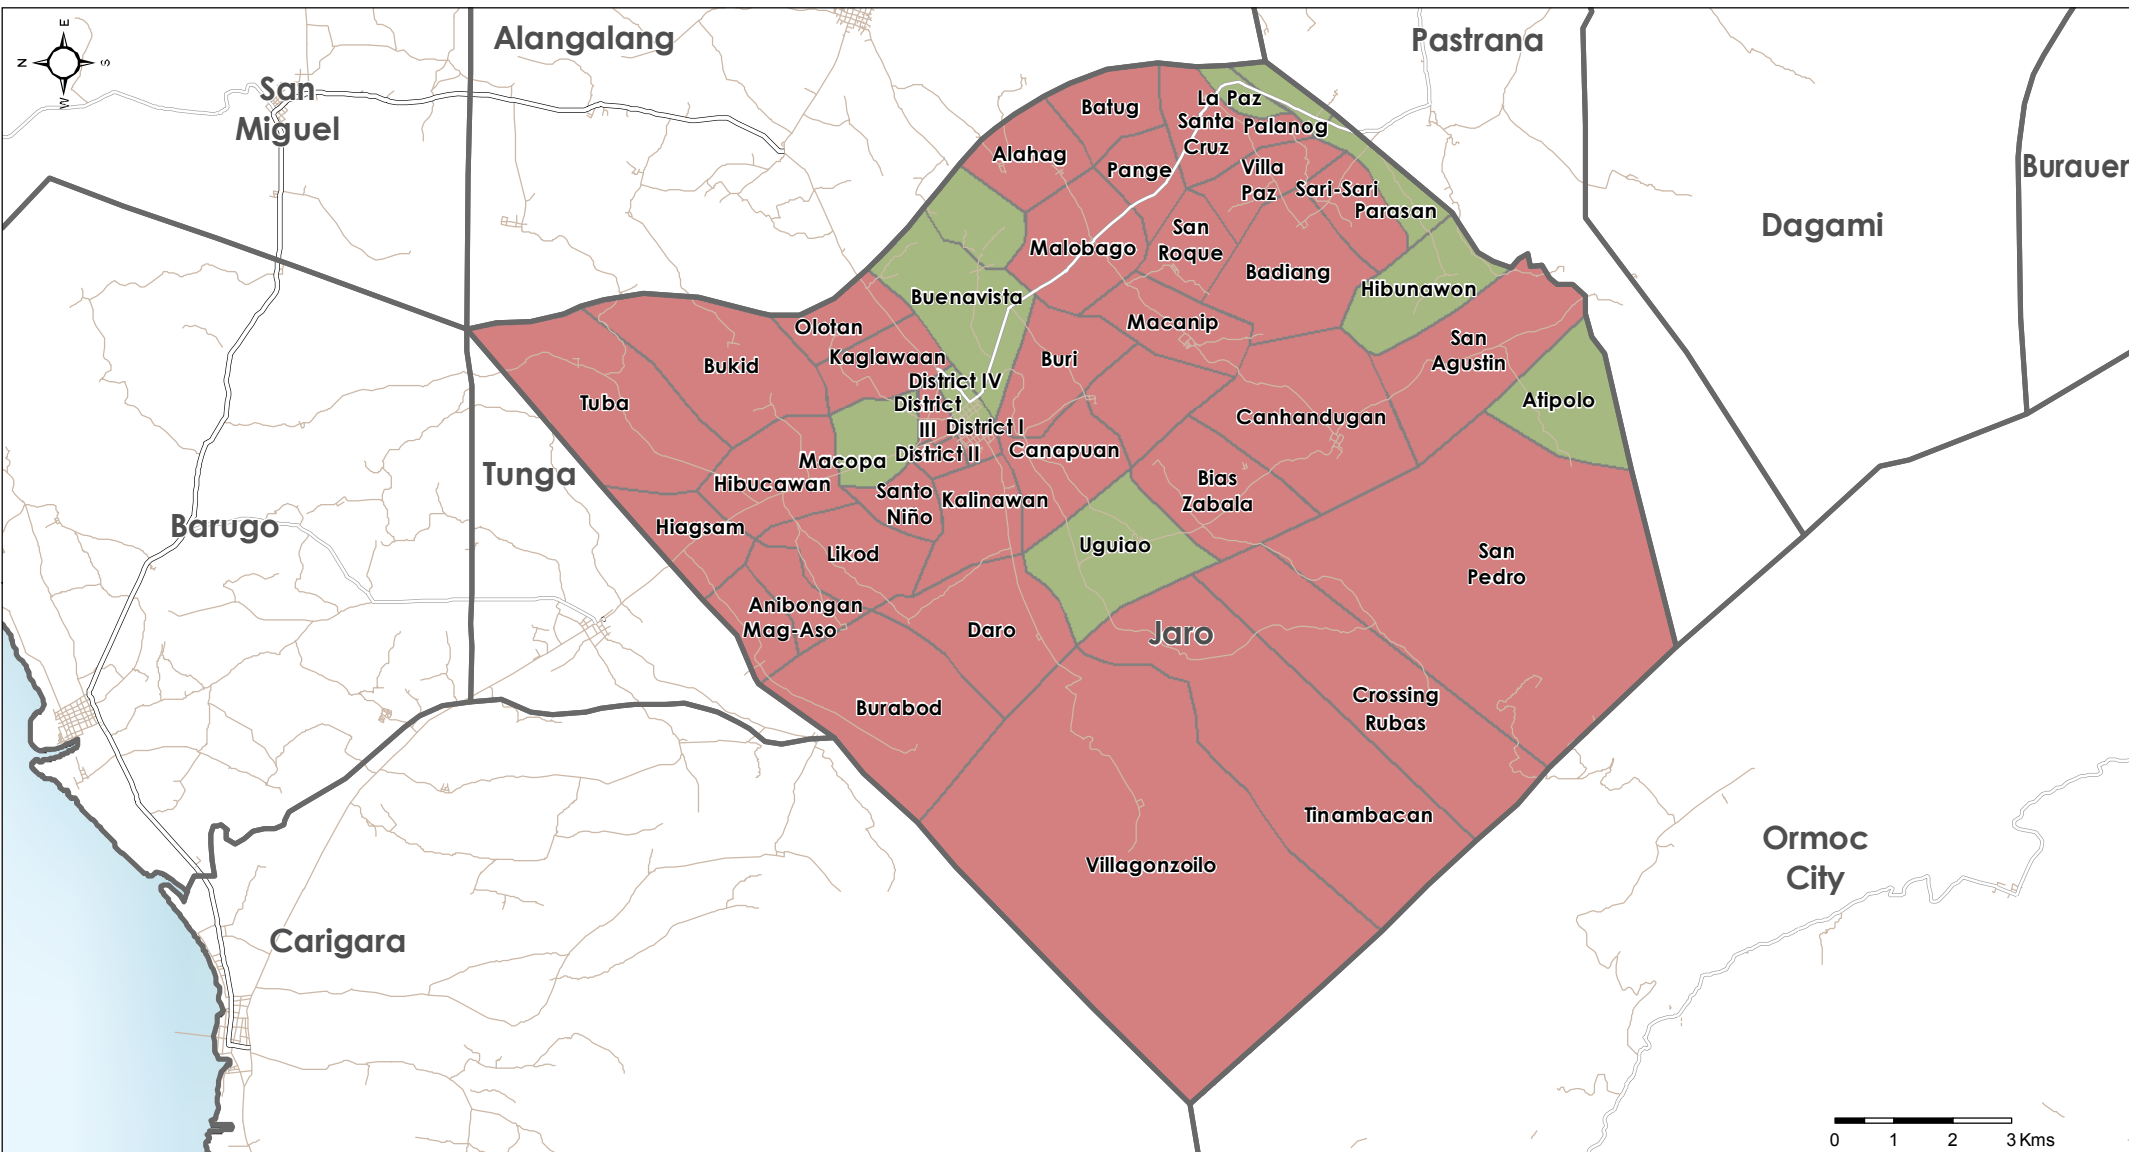 E
N
S
W
Alangalang
Pastrana
San
Miguel
Burauen
Dagami
Tunga
Barugo
Carigara
Ormoc
City
Jaro
Batug
La Paz
Santa
Cruz
Palanog
Alahag
Pange
Villa
Paz
Sari-Sari
Parasan
San
Roque
Malobago
Badiang
Hibunawon
Buenavista
Olotan
Macanip
San
Agustin
Kaglawaan
Buri
Bukid
Tuba
District IV
District
III
District I
District II
Canhandugan
Atipolo
Macopa
Canapuan
Hibucawan
Santo
Niño
Kalinawan
Bias
Zabala
Hiagsam
Likod
Uguiao
San
Pedro
Anibongan
Mag-Aso
Daro
Burabod
Crossing
Rubas
Tinambacan
Villagonzoilo
0 1 2 3 Kms